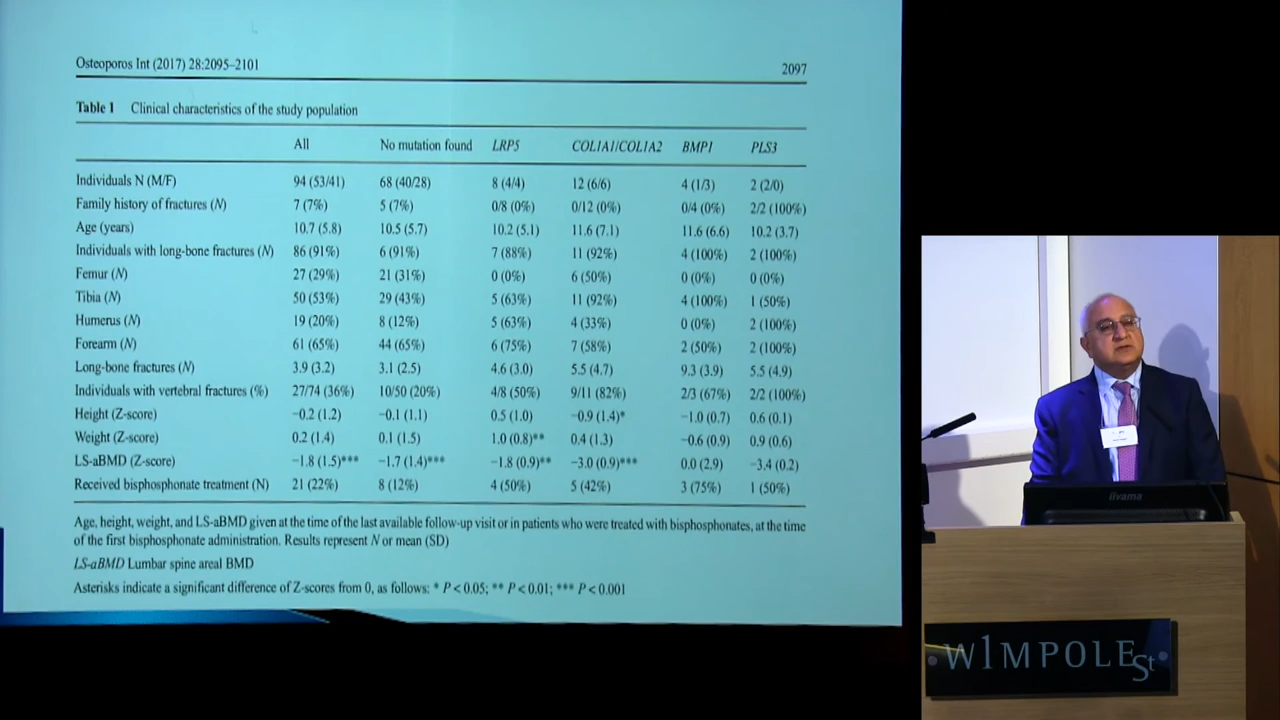 Osteoporos Int (2017) 28:2095–2101 2097
Table 1 Clinical characteristics of the study population
All No mutation found LRP5 COL1A1/COL1A2 BMP1 PLS3
Individuals N (M/F) 94 (53/41) 68 (40/28) 8 (4/4) 12 (6/6) 4 (1/3) 2 (2/0)
Family history of fractures (N) 7 (7%) 5 (7%) 0/8 (0%) 0/12 (0%) 0/4 (0%) 2/2 (100%)
Age (years) 10.7 (5.8) 10.5 (5.7) 10.2 (5.1) 11.6 (7.1) 11.6 (6.6) 10.2 (3.7)
Individuals with long-bone fractures (N) 86 (91%) 6 (91%) 7 (88%) 11 (92%) 4 (100%) 2 (100%)
Femur (N) 27 (29%) 21 (31%) 0 (0%) 6 (50%) 0 (0%) 0 (0%)
Tibia (N) 50 (53%) 29 (43%) 5 (63%) 11 (92%) 4 (100%) 1 (50%)
Humerus (N) 19 (20%) 8 (12%) 5 (63%) 4 (33%) 0 (0%) 2 (100%)
Forearm (N) 61 (65%) 44 (65%) 6 (75%) 7 (58%) 2 (50%) 2 (100%)
Long-bone fractures (N) 3.9 (3.2) 3.1 (2.5) 4.6 (3.0) 5.5 (4.7) 9.3 (3.9) 5.5 (4.9)
Individuals with vertebral fractures (%) 27/74 (36%) 10/50 (20%) 4/8 (50%) 9/11 (82%) 2/3 (67%) 2/2 (100%)
Height (Z-score) −0.2 (1.2) −0.1 (1.1) 0.5 (1.0) −0.9 (1.4)* −1.0 (0.7) 0.6 (0.1)
Weight (Z-score) 0.2 (1.4) 0.1 (1.5) 1.0 (0.8)** 0.4 (1.3) −0.6 (0.9) 0.9 (0.6)
LS-aBMD (Z-score) −1.8 (1.5)*** −1.7 (1.4)*** −1.8 (0.9)** −3.0 (0.9)*** 0.0 (2.9) −3.4 (0.2)
Received bisphosphonate treatment (N) 21 (22%) 8 (12%) 4 (50%) 5 (42%) 3 (75%) 1 (50%)
Age, height, weight, and LS-aBMD given at the time of the last available follow-up visit or in patients who were treated with bisphosphonates, at the time
of the first bisphosphonate administration. Results represent N or mean (SD)
LS-aBMD Lumbar spine areal BMD
Asterisks indicate a significant difference of Z-scores from 0, as follows: * P < 0.05; ** P < 0.01; *** P < 0.001
iiyama
W1MPOLE St